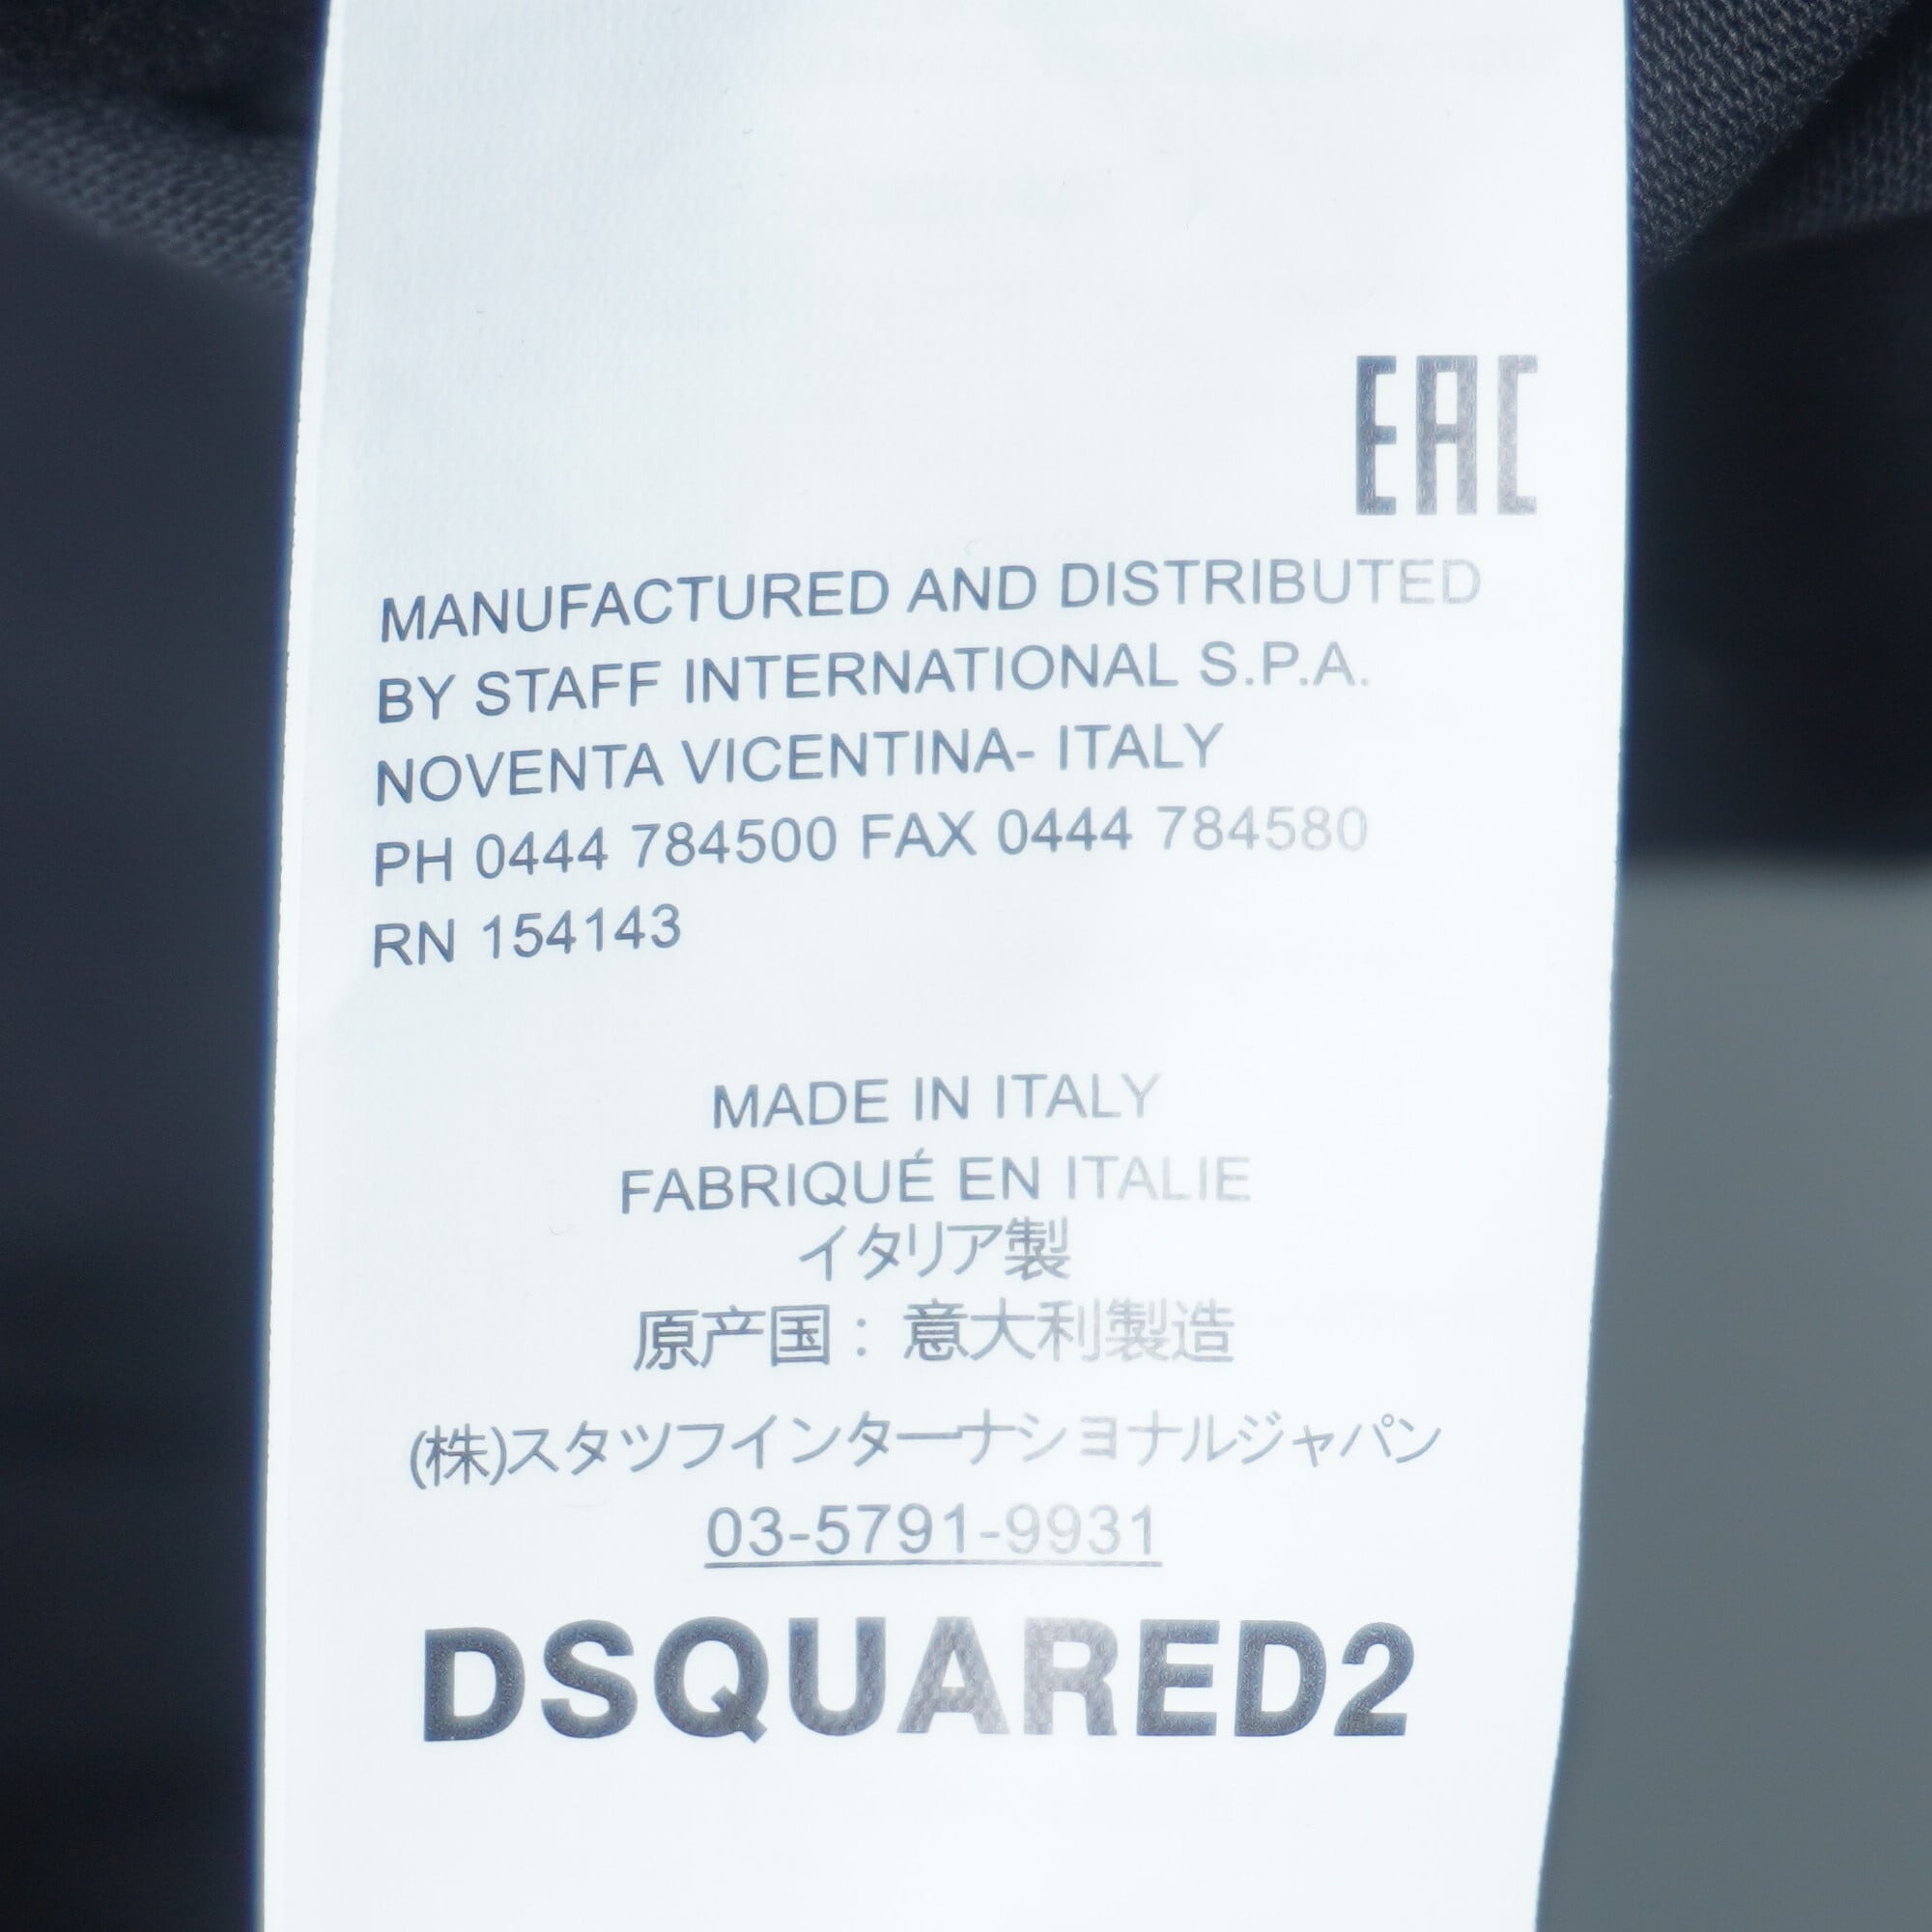 EAC
MANUFACTURED AND DISTRIBUTED
BY STAFF INTERNATIONAL S.P.A.
NOVENTA VICENTINA- ITALY
PH 0444 784500 FAX 0444 784580
RN 154143
MADE IN ITALY
FABRIQUÉ EN ITALIE
イタリア製
原产国：意大利製造
(株)スタツフインターナシヨナルジャパン
03-5791-9931
DSQUARED2